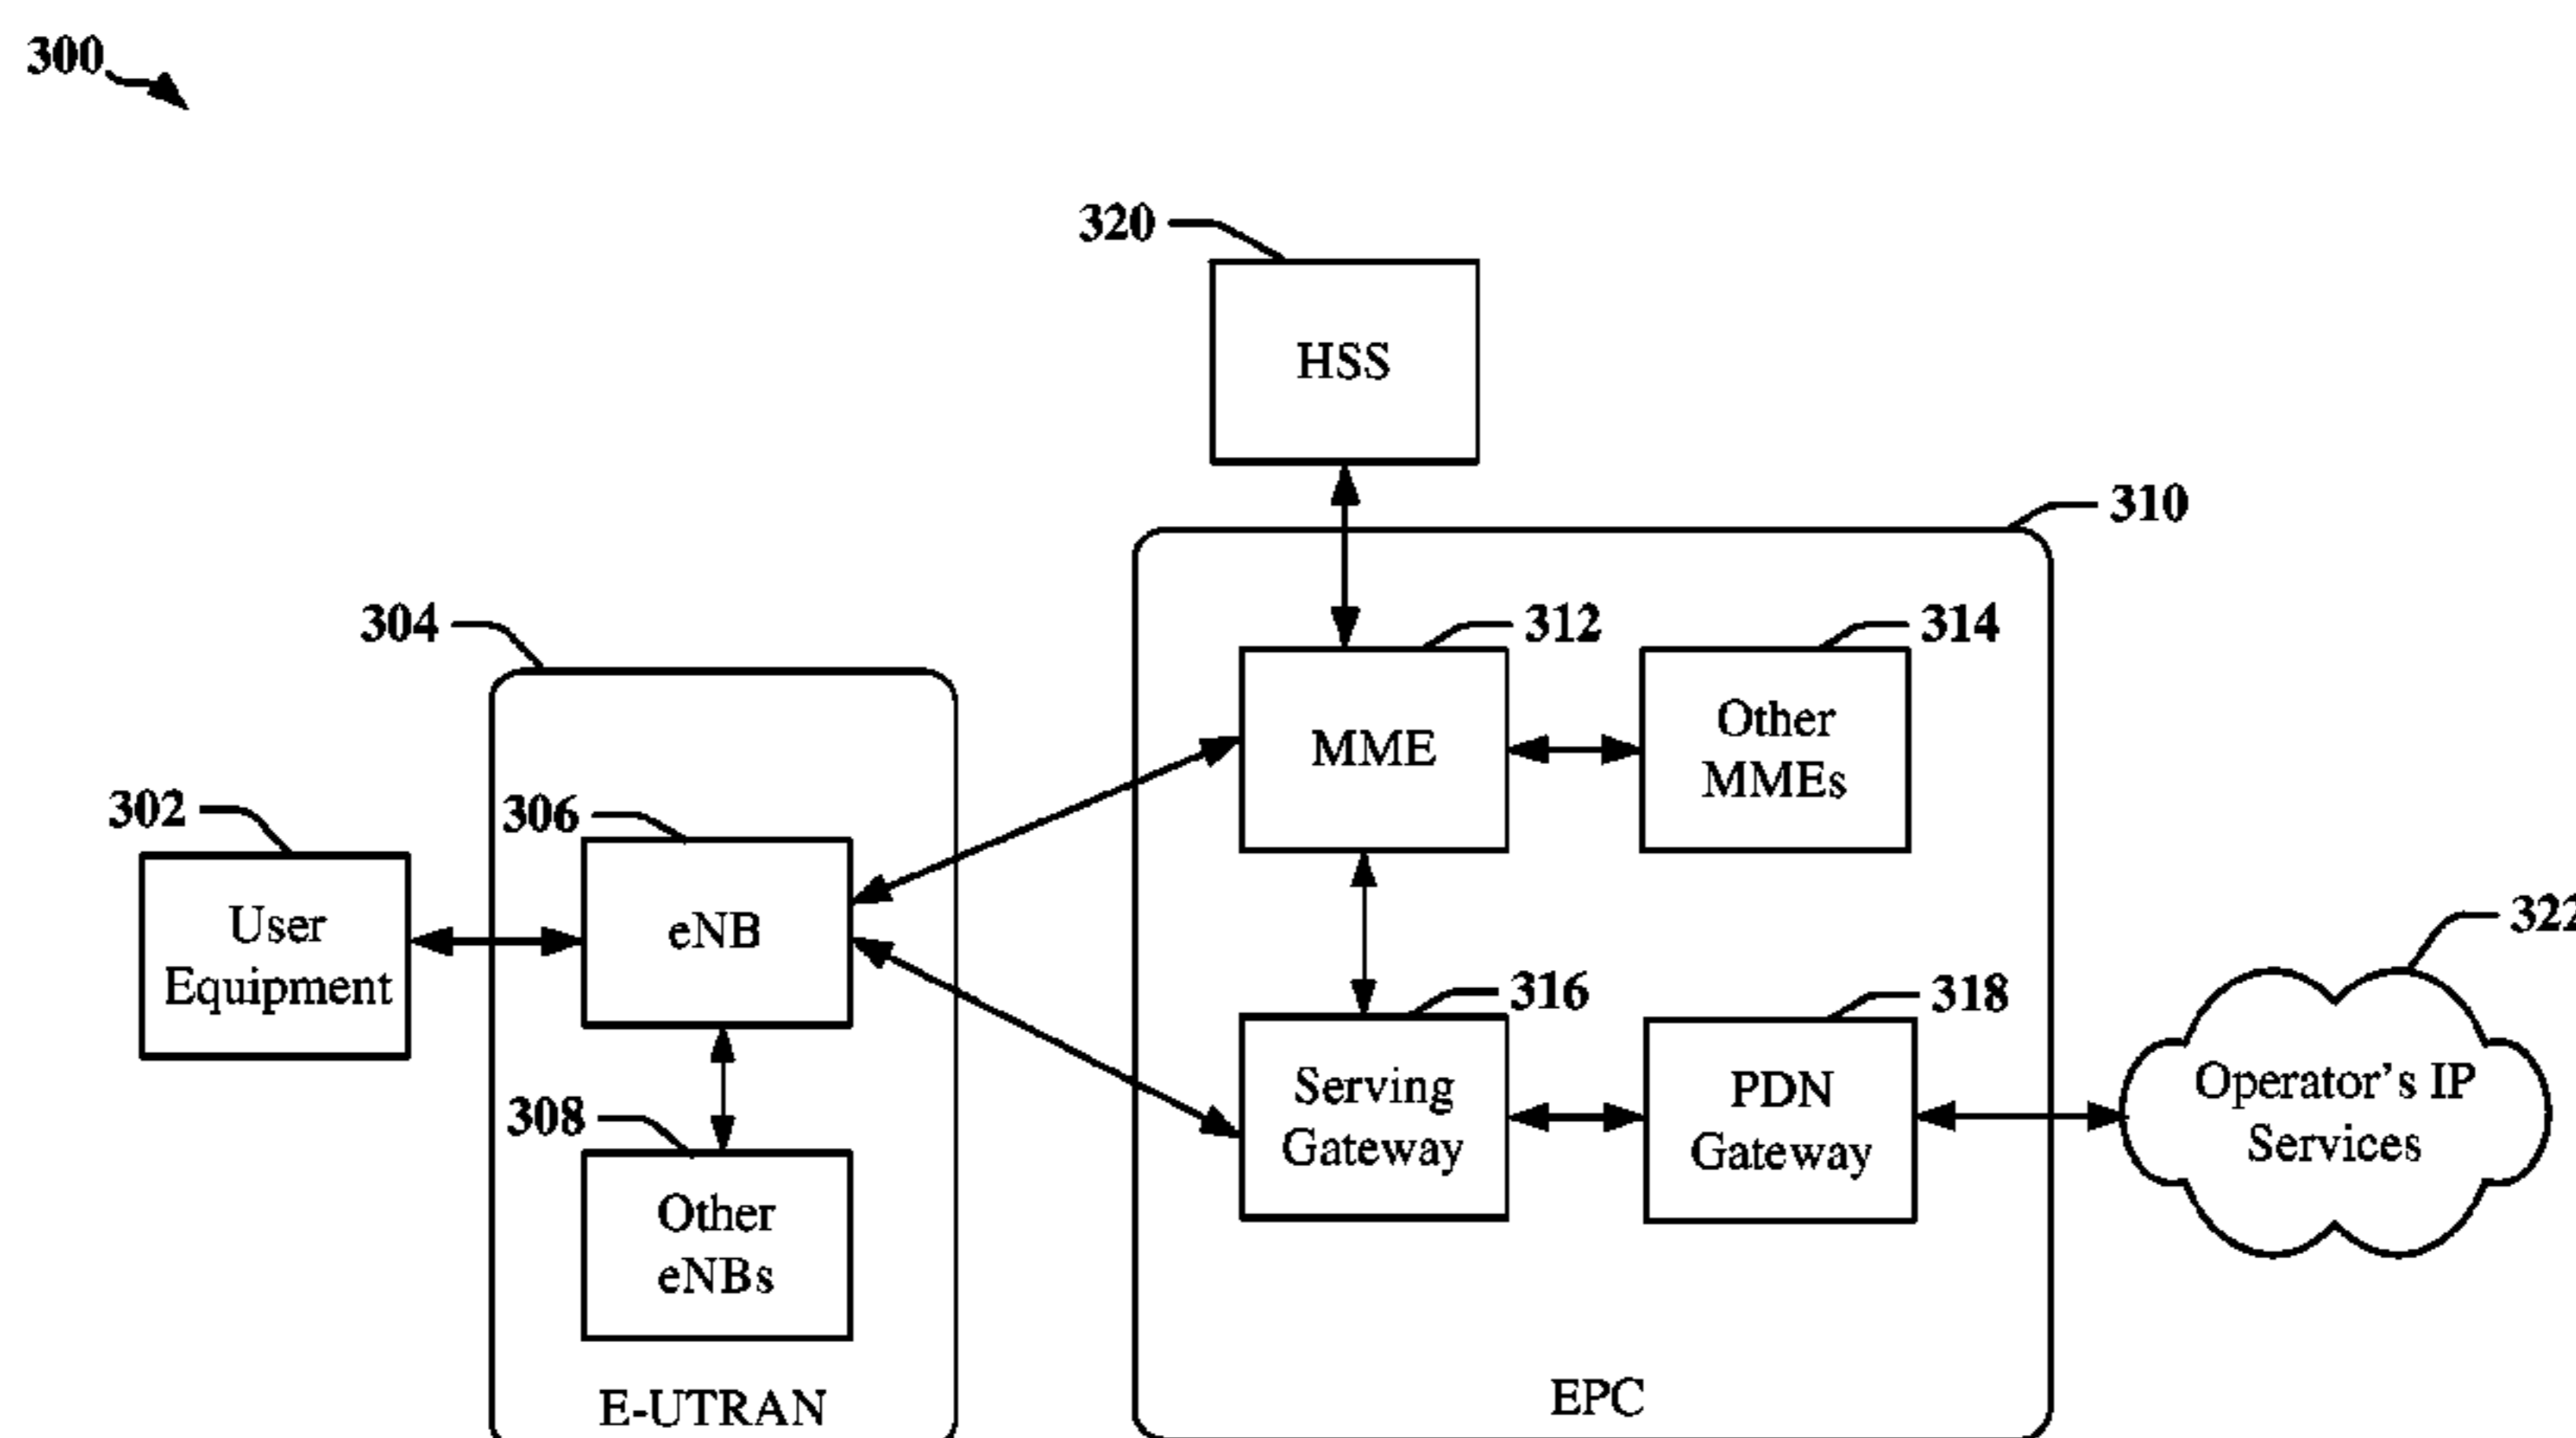 300
320
HSS
310
304
312
314
MME
Other
MMEs
302
306
User
Equipment
eNB
322
316
318
308
Serving
Gateway
PDN
Gateway
Operator’s IP
Services
Other
eNBs
E-UTRAN
EPC